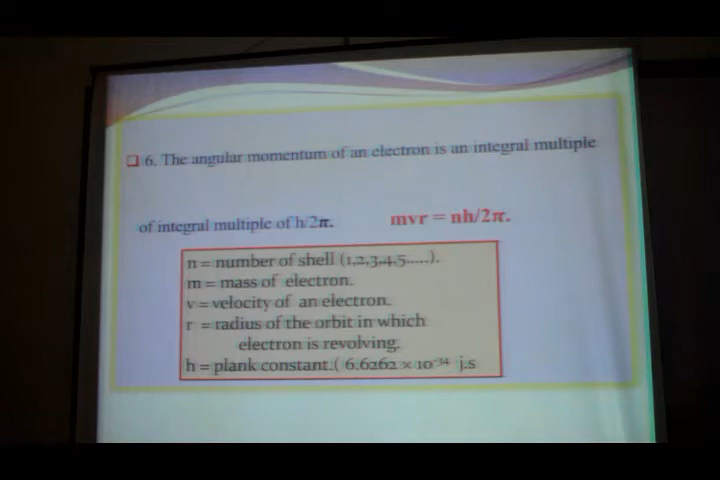 6. The angular momentum of an electron is an integral multiple
of integral multiple of h/2π. mvr = nh/2π.
n = number of shell (1,2,3,4,5.....).
m = mass of electron.
v = velocity of an electron.
r = radius of the orbit in which
electron is revolving.
h = plank constant.( 6.6262 × 10⁻³⁴ j.s